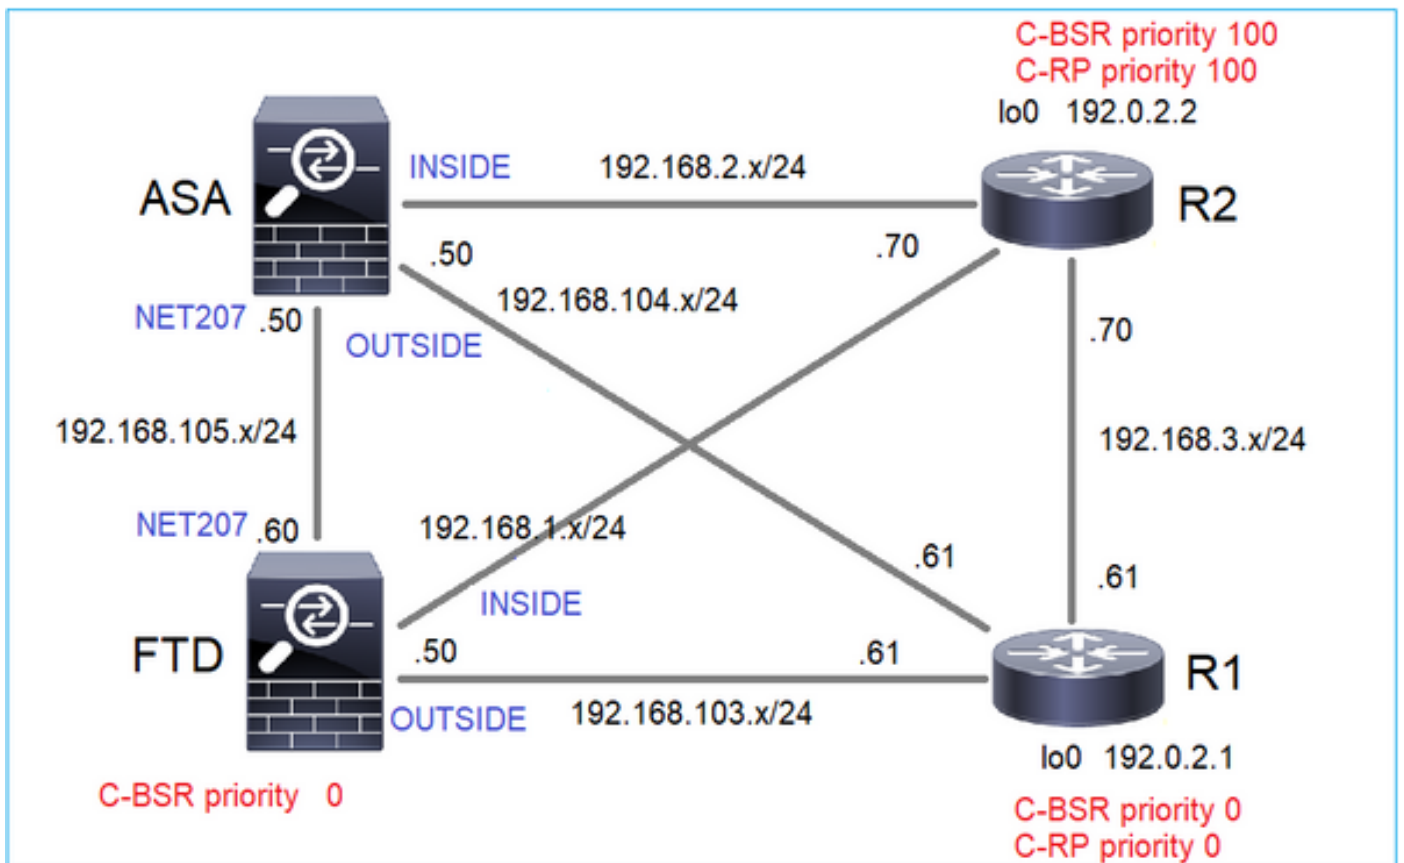 C-BSR priority 100
C-RP priority 100
lo0 192.0.2.2
INSIDE
192.168.2.x/24
ASA
R2
.50
.70
192.168.104.x/24
NET207 .50
OUTSIDE
.70
192.168.105.x/24
192.168.3.x/24
NET207 .60
192.168.1.x/24
.61
.61
INSIDE
FTD
.50
.61
R1
OUTSIDE
192.168.103.x/24
lo0 192.0.2.1
C-BSR priority 0
C-BSR priority 0
C-RP priority 0